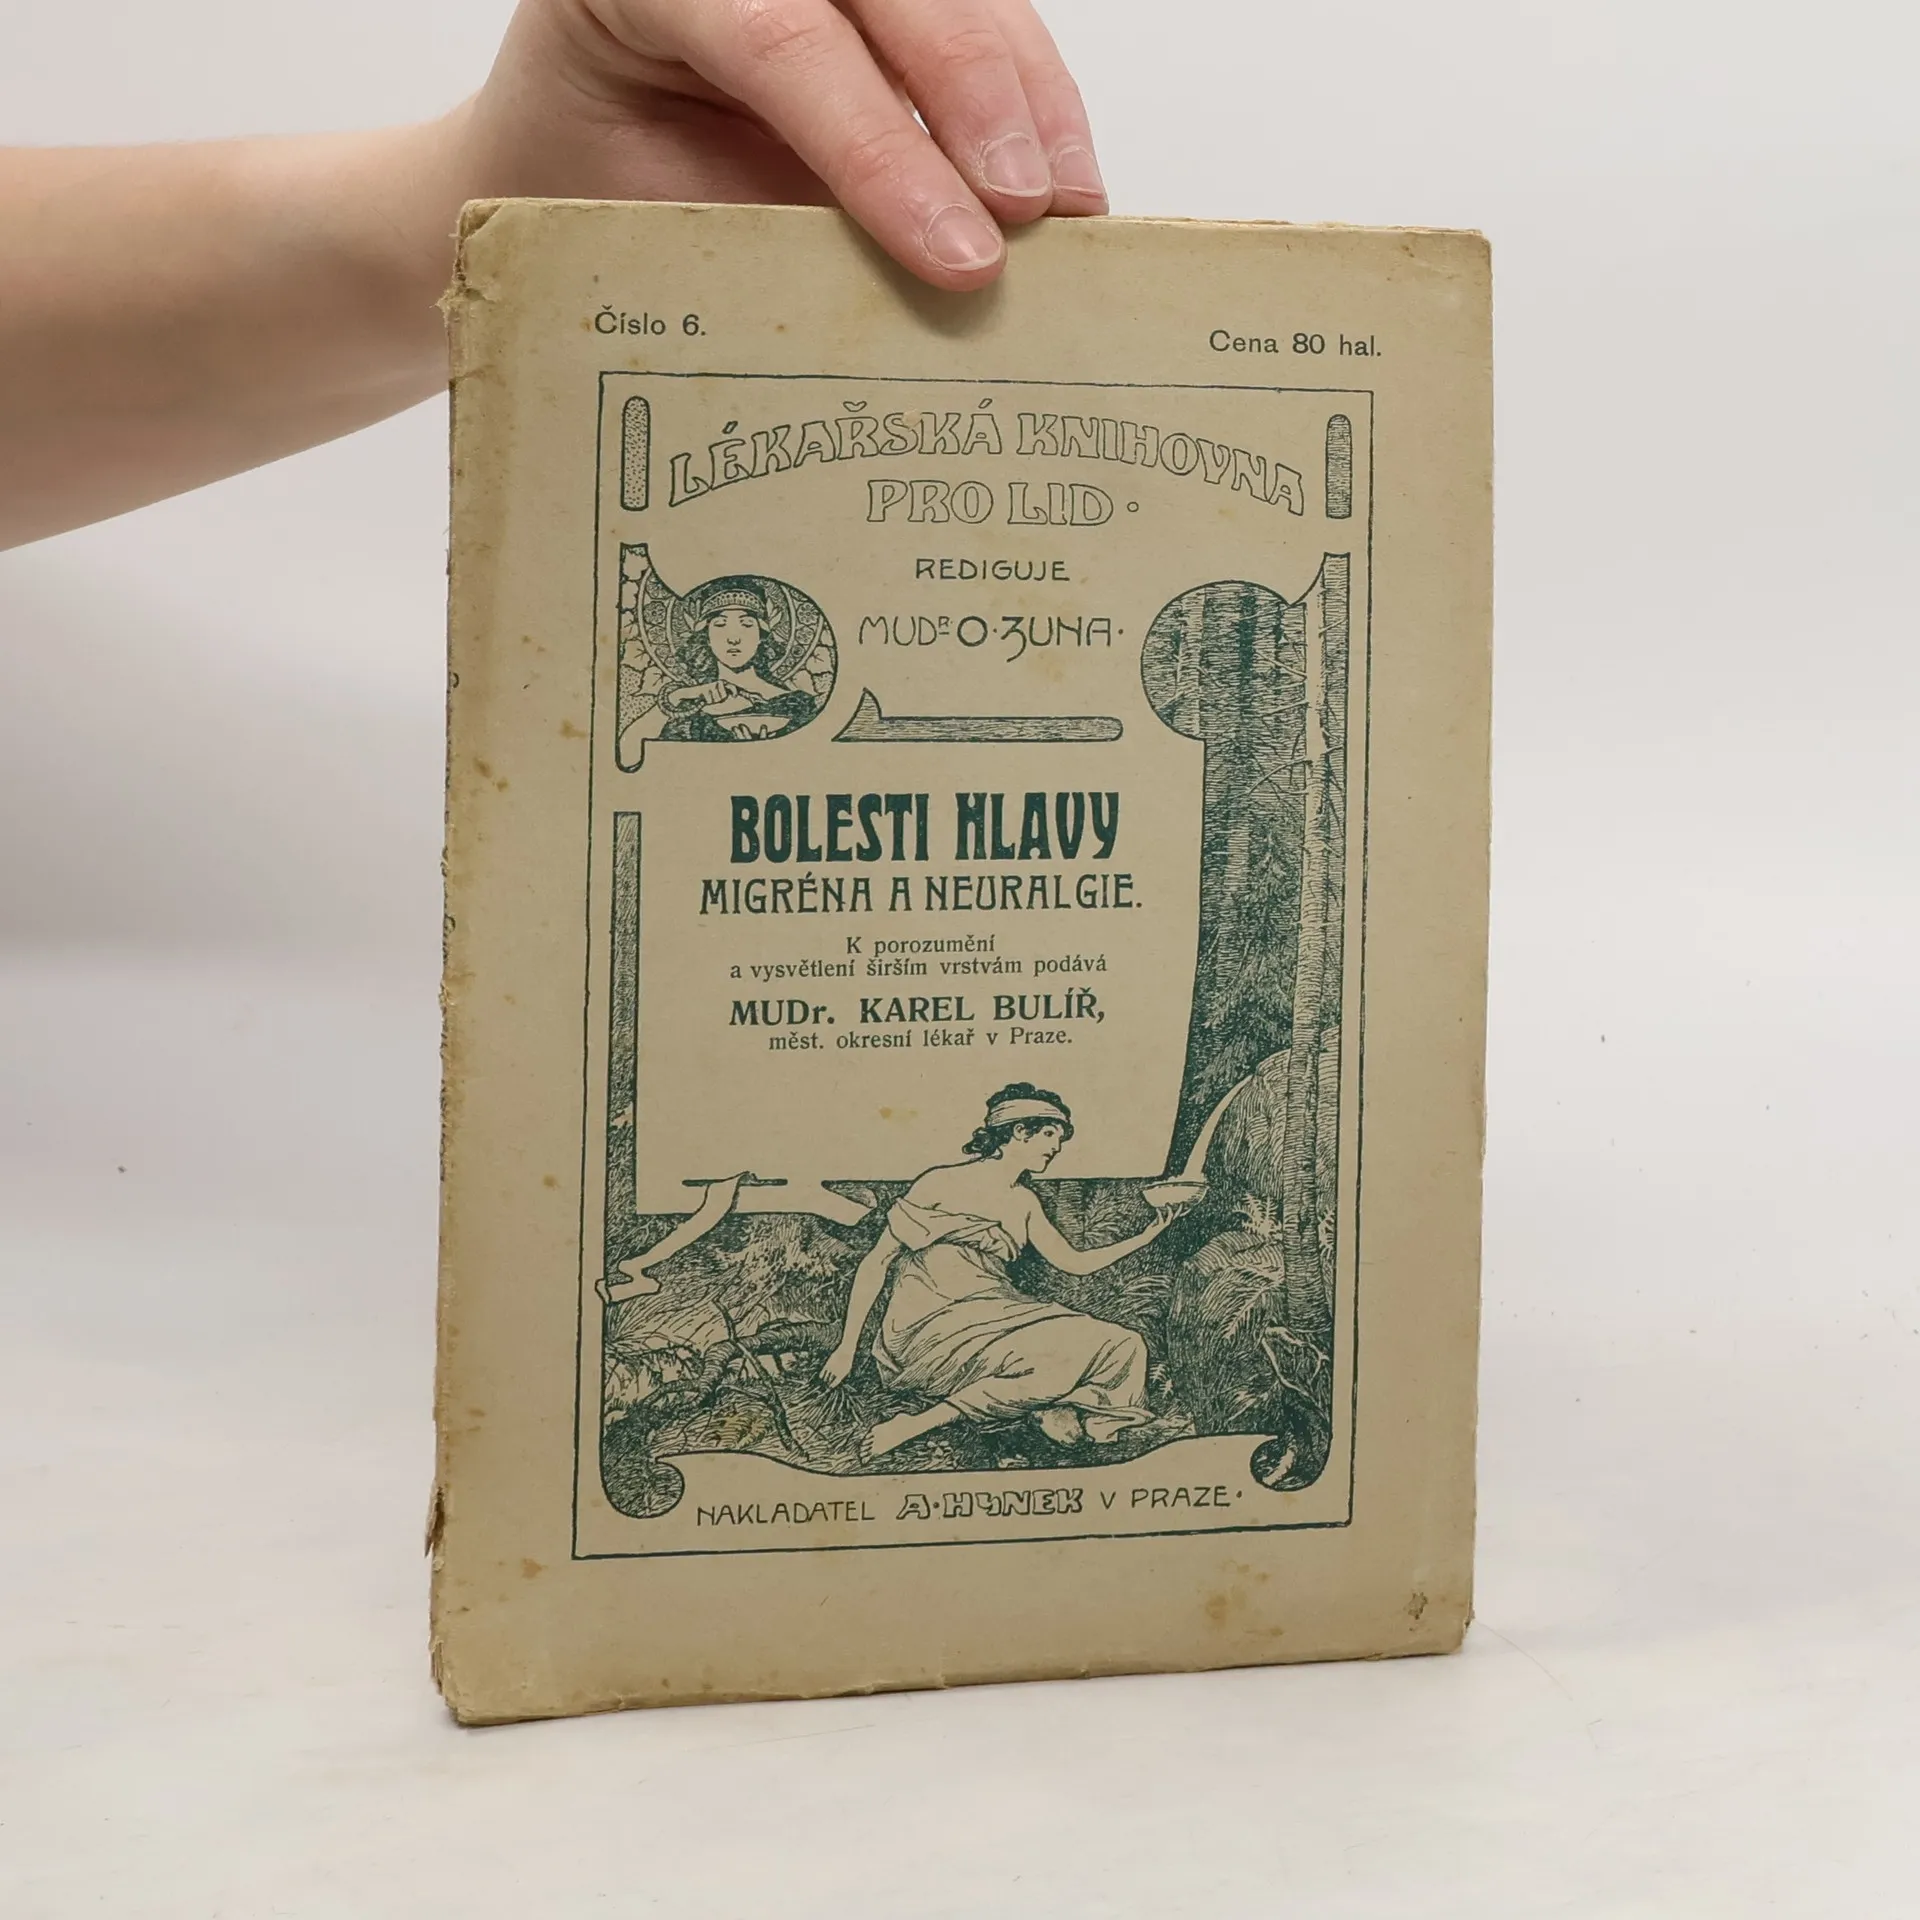 Číslo 6.
Cena 80 hal.
LÉKAŘSKÁ KNIHOVNA
PRO LID ·
REDIGUJE
MUDR. O. ZUNA.
BOLESTI HLAVY
MIGRÉNA A NEURALGIE.
K porozumění
a vysvětlení širším vrstvám podává
MUDr. KAREL BULÍŘ,
měst. okresní lékař v Praze.
NAKLADATEL A. HYNEK V PRAZE.